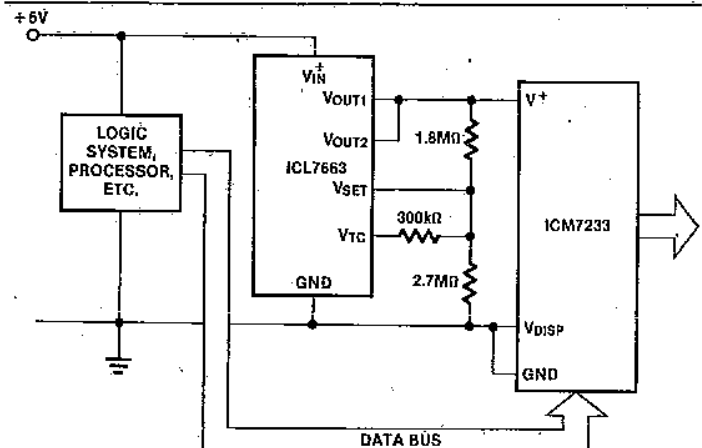 +5V
V+IN
VOUT1
VOUT2
ICL7663
VSET
VTC
GND
LOGIC
SYSTEM,
PROCESSOR,
ETC.
1.8MΩ
300kΩ
2.7MΩ
V+
ICM7233
VDISP
GND
DATA BUS